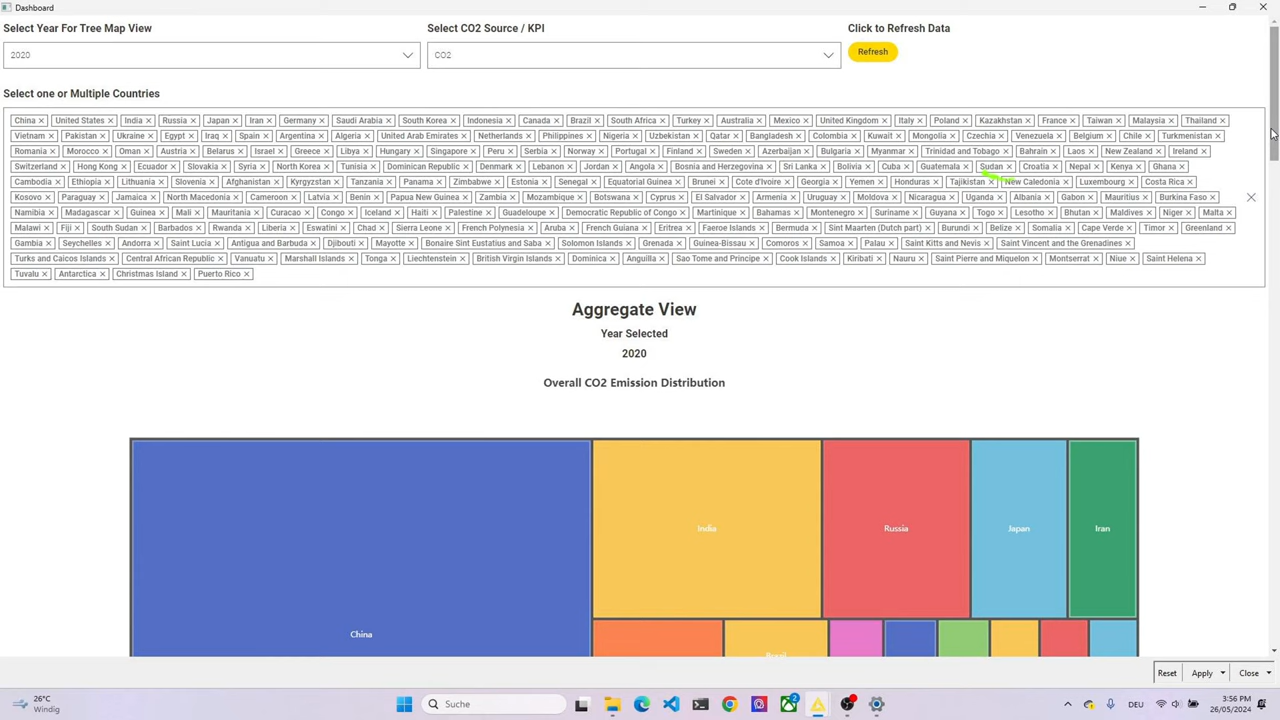 Dashboard
Select Year For Tree Map View
Select CO2 Source / KPI
Click to Refresh Data
2020
CO2
Refresh
Select one or Multiple Countries
China United States India Russia Japan Iran Germany Saudi Arabia South Korea Indonesia Canada Brazil South Africa Turkey Australia Mexico United Kingdom Italy Poland Kazakhstan France Taiwan Malaysia Thailand
Vietnam Pakistan Ukraine Egypt Iraq Spain Argentina Algeria United Arab Emirates Netherlands Philippines Nigeria Uzbekistan Qatar Bangladesh Colombia Kuwait Mongolia Czechia Venezuela Belgium Chile Turkmenistan
Romania Morocco Oman Austria Belarus Israel Greece Libya Hungary Singapore Peru Serbia Norway Portugal Finland Sweden Azerbaijan Bulgaria Myanmar Trinidad and Tobago Bahrain Laos New Zealand Ireland
Switzerland Hong Kong Ecuador Slovakia Syria North Korea Tunisia Dominican Republic Denmark Lebanon Jordan Angola Bosnia and Herzegovina Sri Lanka Bolivia Cuba Guatemala Sudan Croatia Nepal Kenya Ghana
Cambodia Ethiopia Lithuania Slovenia Afghanistan Kyrgyzstan Tanzania Panama Zimbabwe Estonia Senegal Equatorial Guinea Brunei Cote d'Ivoire Georgia Yemen Honduras Tajikistan New Caledonia Luxembourg Costa Rica
Kosovo Paraguay Jamaica North Macedonia Cameroon Latvia Benin Papua New Guinea Zambia Mozambique Botswana Cyprus El Salvador Armenia Uruguay Moldova Nicaragua Uganda Albania Gabon Mauritius Burkina Faso
Namibia Madagascar Guinea Mali Mauritania Curacao Congo Iceland Haiti Palestine Guadeloupe Democratic Republic of Congo Martinique Bahamas Montenegro Suriname Guyana Togo Lesotho Bhutan Maldives Niger Malta
Malawi Fiji South Sudan Barbados Rwanda Liberia Eswatini Chad Sierra Leone French Polynesia Aruba French Guiana Eritrea Faeroe Islands Bermuda Sint Maarten (Dutch part) Burundi Belize Somalia Cape Verde Timor Greenland
Gambia Seychelles Andorra Saint Lucia Antigua and Barbuda Djibouti Mayotte Bonaire Sint Eustatius and Saba Solomon Islands Grenada Guinea-Bissau Comoros Samoa Palau Saint Kitts and Nevis Saint Vincent and the Grenadines
Turks and Caicos Islands Central African Republic Vanuatu Marshall Islands Tonga Liechtenstein British Virgin Islands Dominica Anguilla Sao Tome and Principe Cook Islands Kiribati Nauru Saint Pierre and Miquelon Montserrat Niue Saint Helena
Tuvalu Antarctica Christmas Island Puerto Rico
Aggregate View
Year Selected
2020
Overall CO2 Emission Distribution
India
Russia
Japan
Iran
China
Brazil
Reset
Apply
Close
26°C
Windig
Suche
2
DEU
3:56 PM
26/05/2024